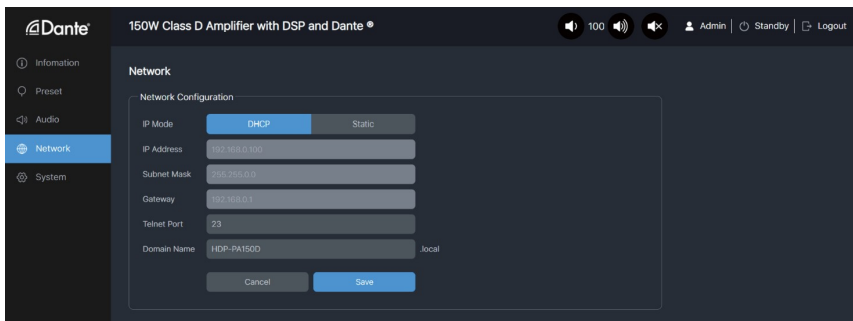 Dante®
150W Class D Amplifier with DSP and Dante ®
100
Admin | Standby | Logout
Infomation
Preset
Audio
Network
System
Network
Network Configuration
IP Mode DHCP Static
IP Address 192.168.0.100
Subnet Mask 255.255.0.0
Gateway 192.168.0.1
Telnet Port 23
Domain Name HDP-PA150D .local
Cancel Save